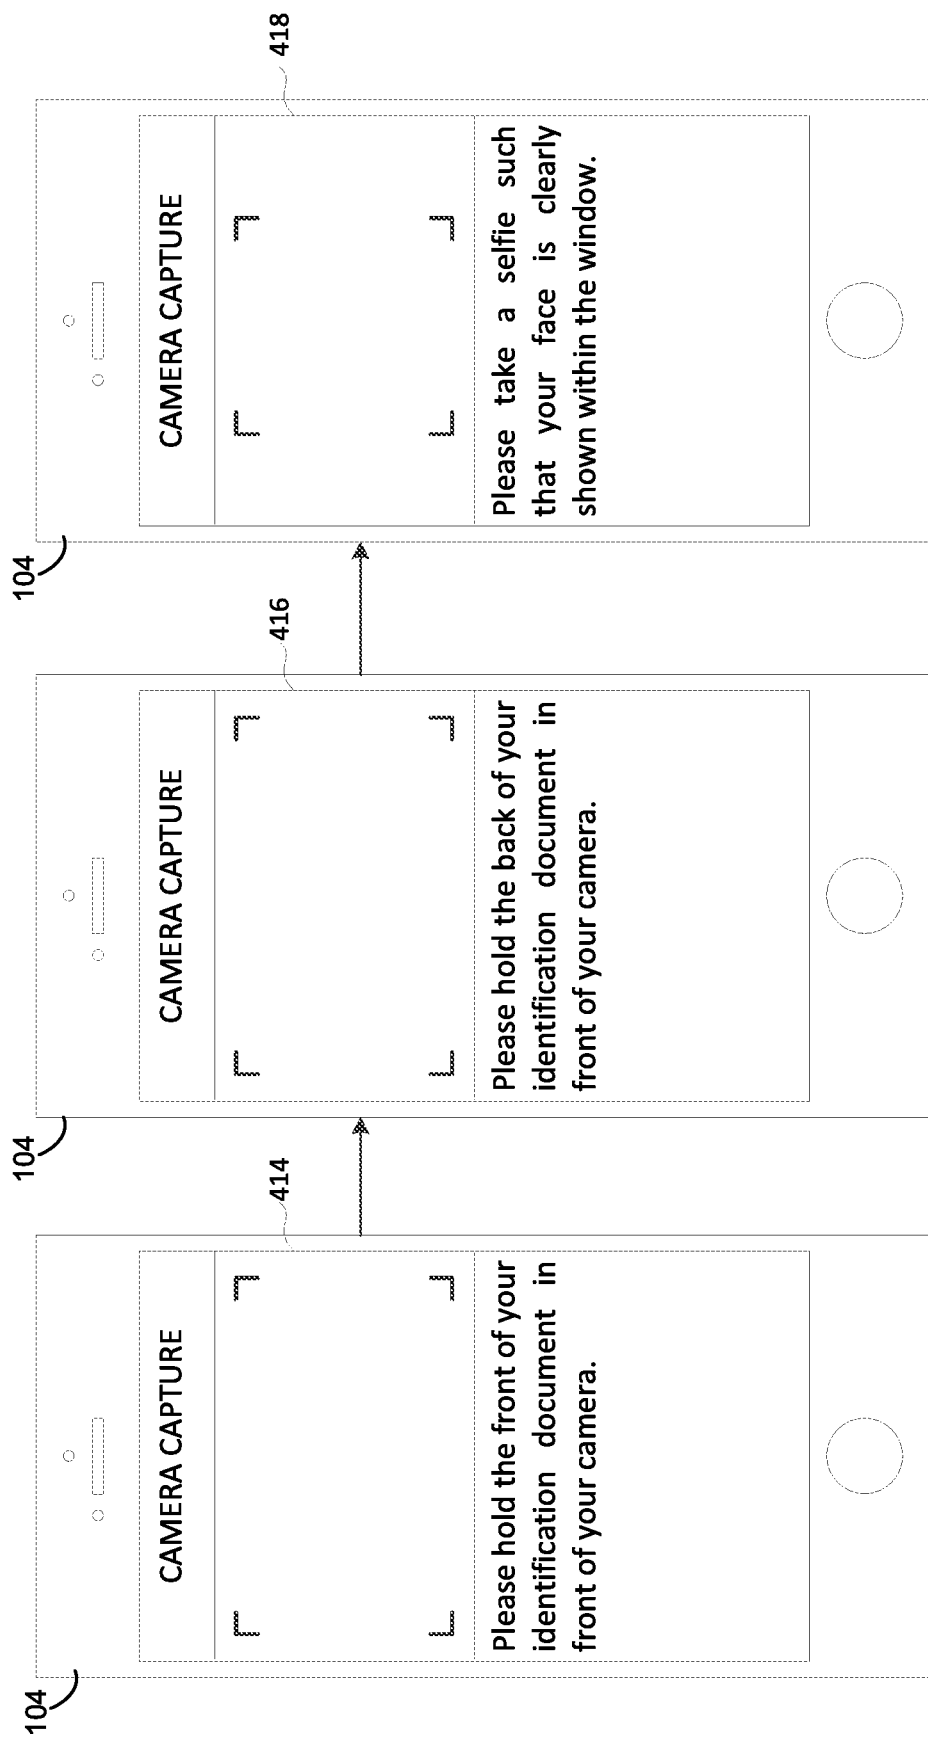 104
414
CAMERA CAPTURE
Please hold the front of your
identification document in
front of your camera.
104
416
CAMERA CAPTURE
Please hold the back of your
identification document in
front of your camera.
104
418
CAMERA CAPTURE
Please take a selfie such
that your face is clearly
shown within the window.